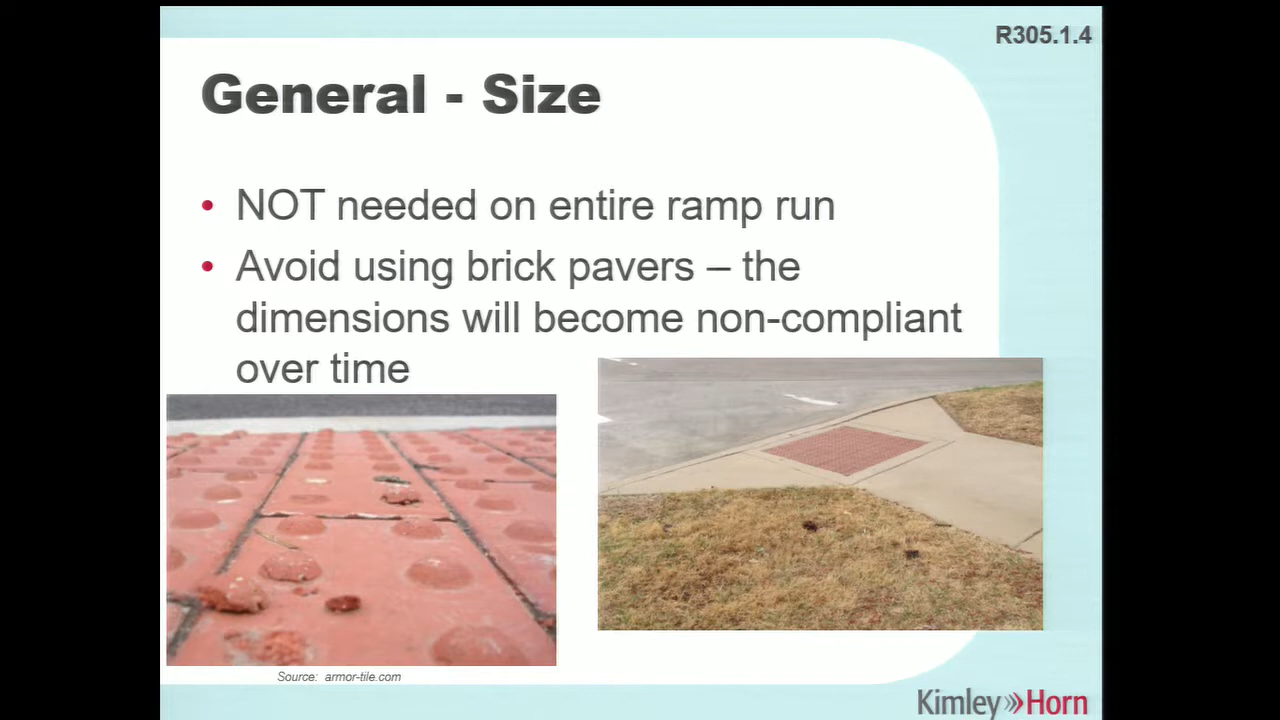 R305.1.4
General - Size
• NOT needed on entire ramp run
• Avoid using brick pavers – the
dimensions will become non-compliant
over time
Source: armor-tile.com
Kimley»Horn